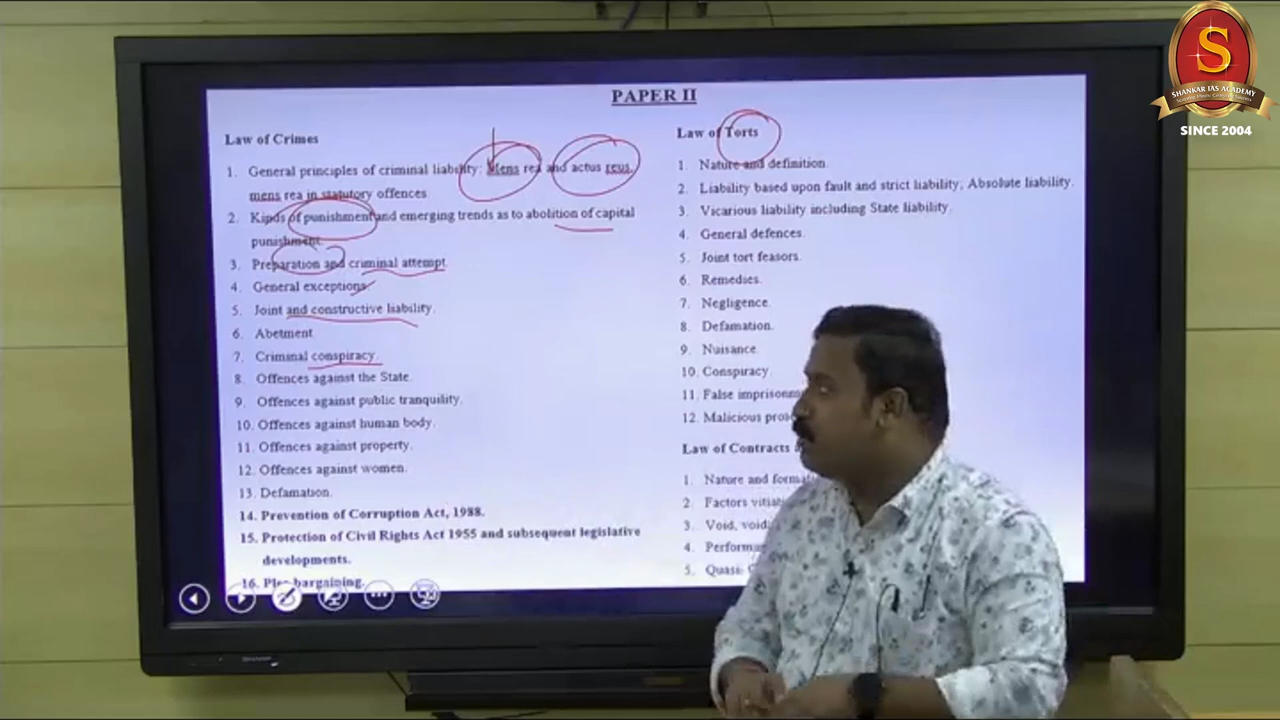 PAPER II
Law of Crimes
1. General principles of criminal liability: Mens rea and actus reus,
mens rea in statutory offences.
2. Kinds of punishment and emerging trends as to abolition of capital
punishment.
3. Preparation and criminal attempt.
4. General exceptions.
5. Joint and constructive liability.
6. Abetment.
7. Criminal conspiracy.
8. Offences against the State.
9. Offences against public tranquility.
10. Offences against human body.
11. Offences against property.
12. Offences against women.
13. Defamation.
14. Prevention of Corruption Act, 1988.
15. Protection of Civil Rights Act 1955 and subsequent legislative
developments.
16. Plea bargaining.
Law of Torts
1. Nature and definition.
2. Liability based upon fault and strict liability; Absolute liability.
3. Vicarious liability including State liability.
4. General defences.
5. Joint tort feasors.
6. Remedies.
7. Negligence.
8. Defamation.
9. Nuisance.
10. Conspiracy.
11. False
12. Malicious
Law of Contracts
1. Nature and
2. Factors
3. Void,
4.
5. Quasi-
S
SHANKAR IAS ACADEMY
SINCE 2004